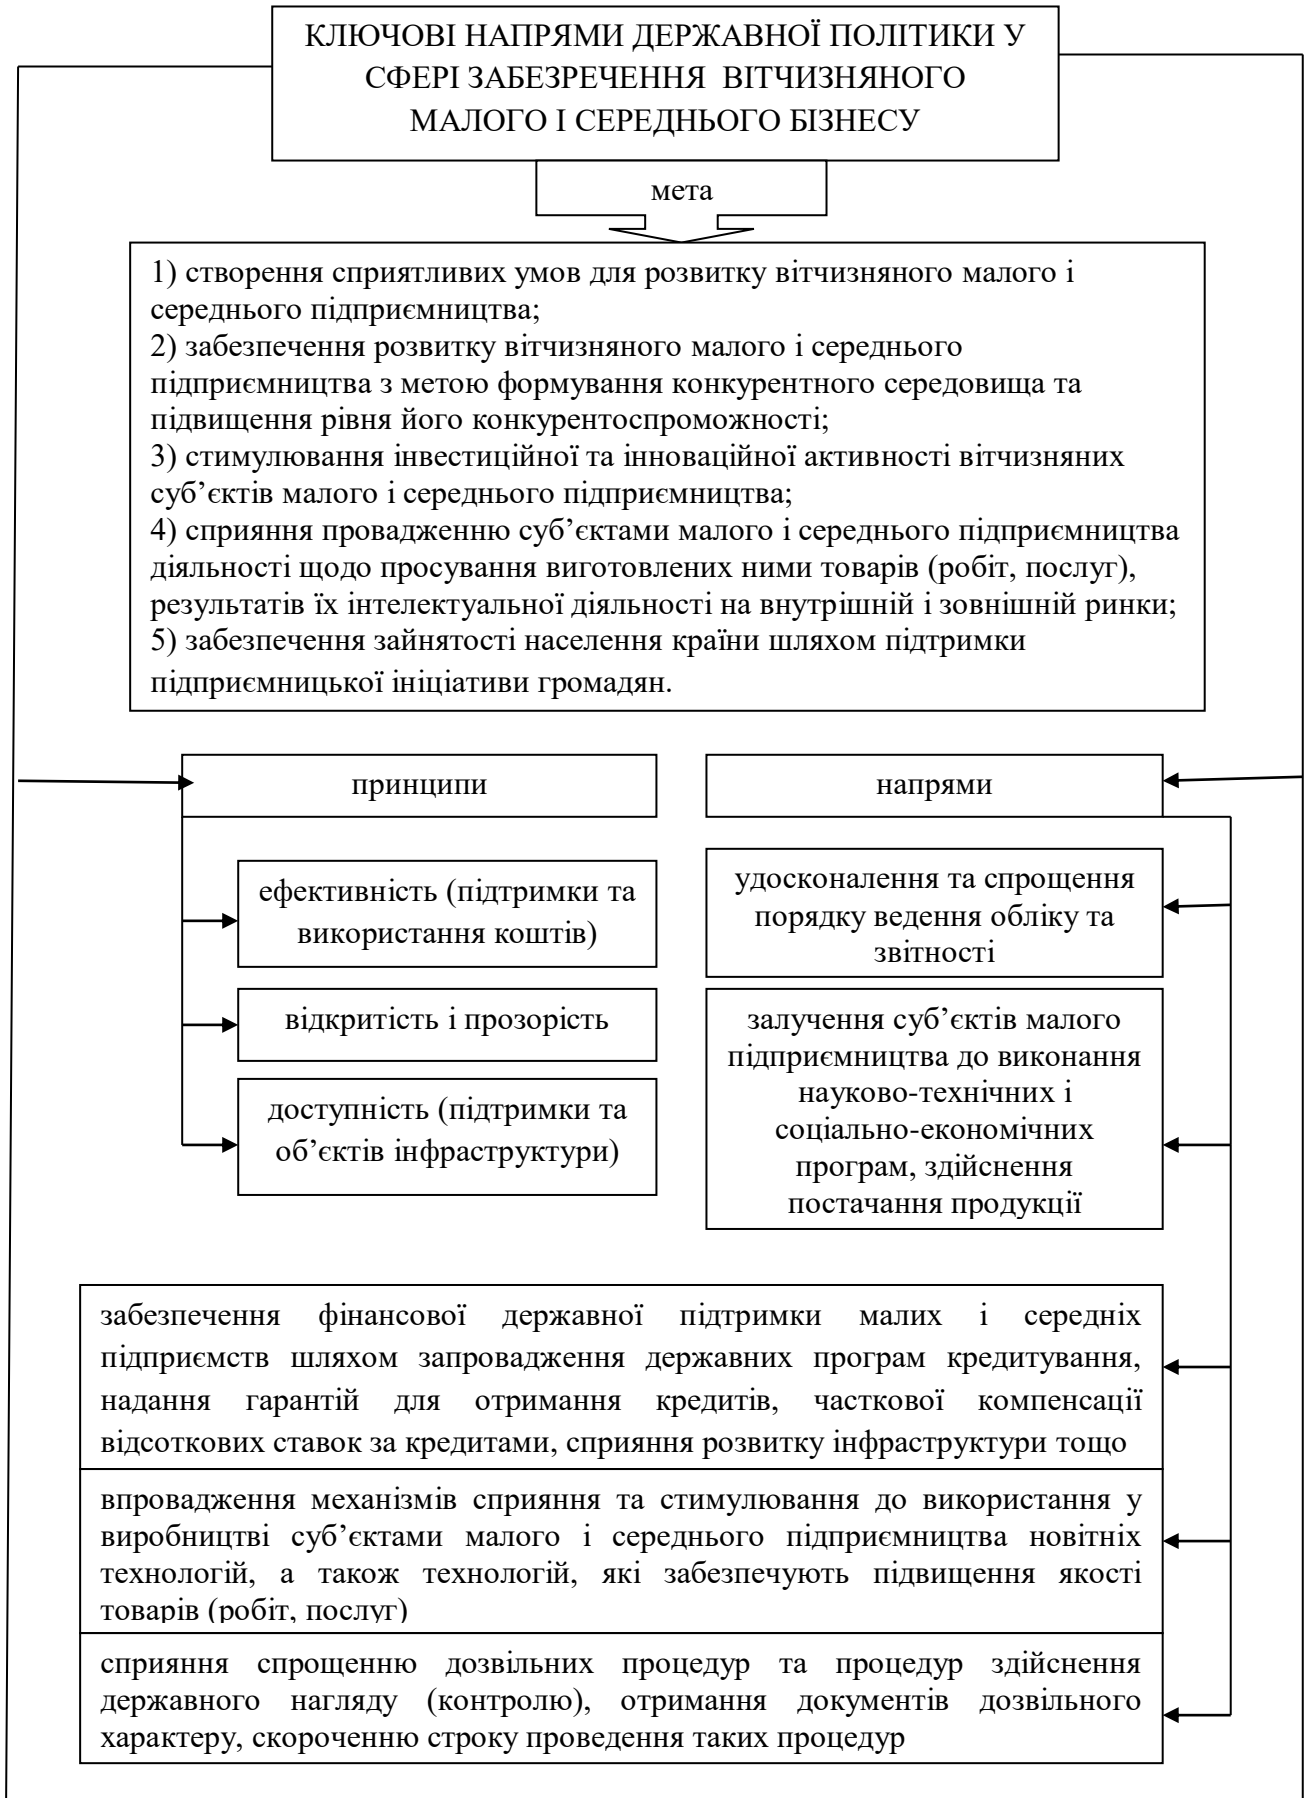 КЛЮЧОВІ НАПРЯМИ ДЕРЖАВНОЇ ПОЛІТИКИ У
СФЕРІ ЗАБЕЗРЕЧЕННЯ ВІТЧИЗНЯНОГО
МАЛОГО І СЕРЕДНЬОГО БІЗНЕСУ
мета
1) створення сприятливих умов для розвитку вітчизняного малого і
середнього підприємництва;
2) забезпечення розвитку вітчизняного малого і середнього
підприємництва з метою формування конкурентного середовища та
підвищення рівня його конкурентоспроможності;
3) стимулювання інвестиційної та інноваційної активності вітчизняних
суб’єктів малого і середнього підприємництва;
4) сприяння провадженню суб’єктами малого і середнього підприємництва
діяльності щодо просування виготовлених ними товарів (робіт, послуг),
результатів їх інтелектуальної діяльності на внутрішній і зовнішній ринки;
5) забезпечення зайнятості населення країни шляхом підтримки
підприємницької ініціативи громадян.
принципи
ефективність (підтримки та
використання коштів)
відкритість і прозорість
доступність (підтримки та
об’єктів інфраструктури)
напрями
удосконалення та спрощення
порядку ведення обліку та
звітності
залучення суб’єктів малого
підприємництва до виконання
науково-технічних і
соціально-економічних
програм, здійснення
постачання продукції
забезпечення фінансової державної підтримки малих і середніх
підприємств шляхом запровадження державних програм кредитування,
надання гарантій для отримання кредитів, часткової компенсації
відсоткових ставок за кредитами, сприяння розвитку інфраструктури тощо
впровадження механізмів сприяння та стимулювання до використання у
виробництві суб’єктами малого і середнього підприємництва новітніх
технологій, а також технологій, які забезпечують підвищення якості
товарів (робіт, послуг)
сприяння спрощенню дозвільних процедур та процедур здійснення
державного нагляду (контролю), отримання документів дозвільного
характеру, скороченню строку проведення таких процедур